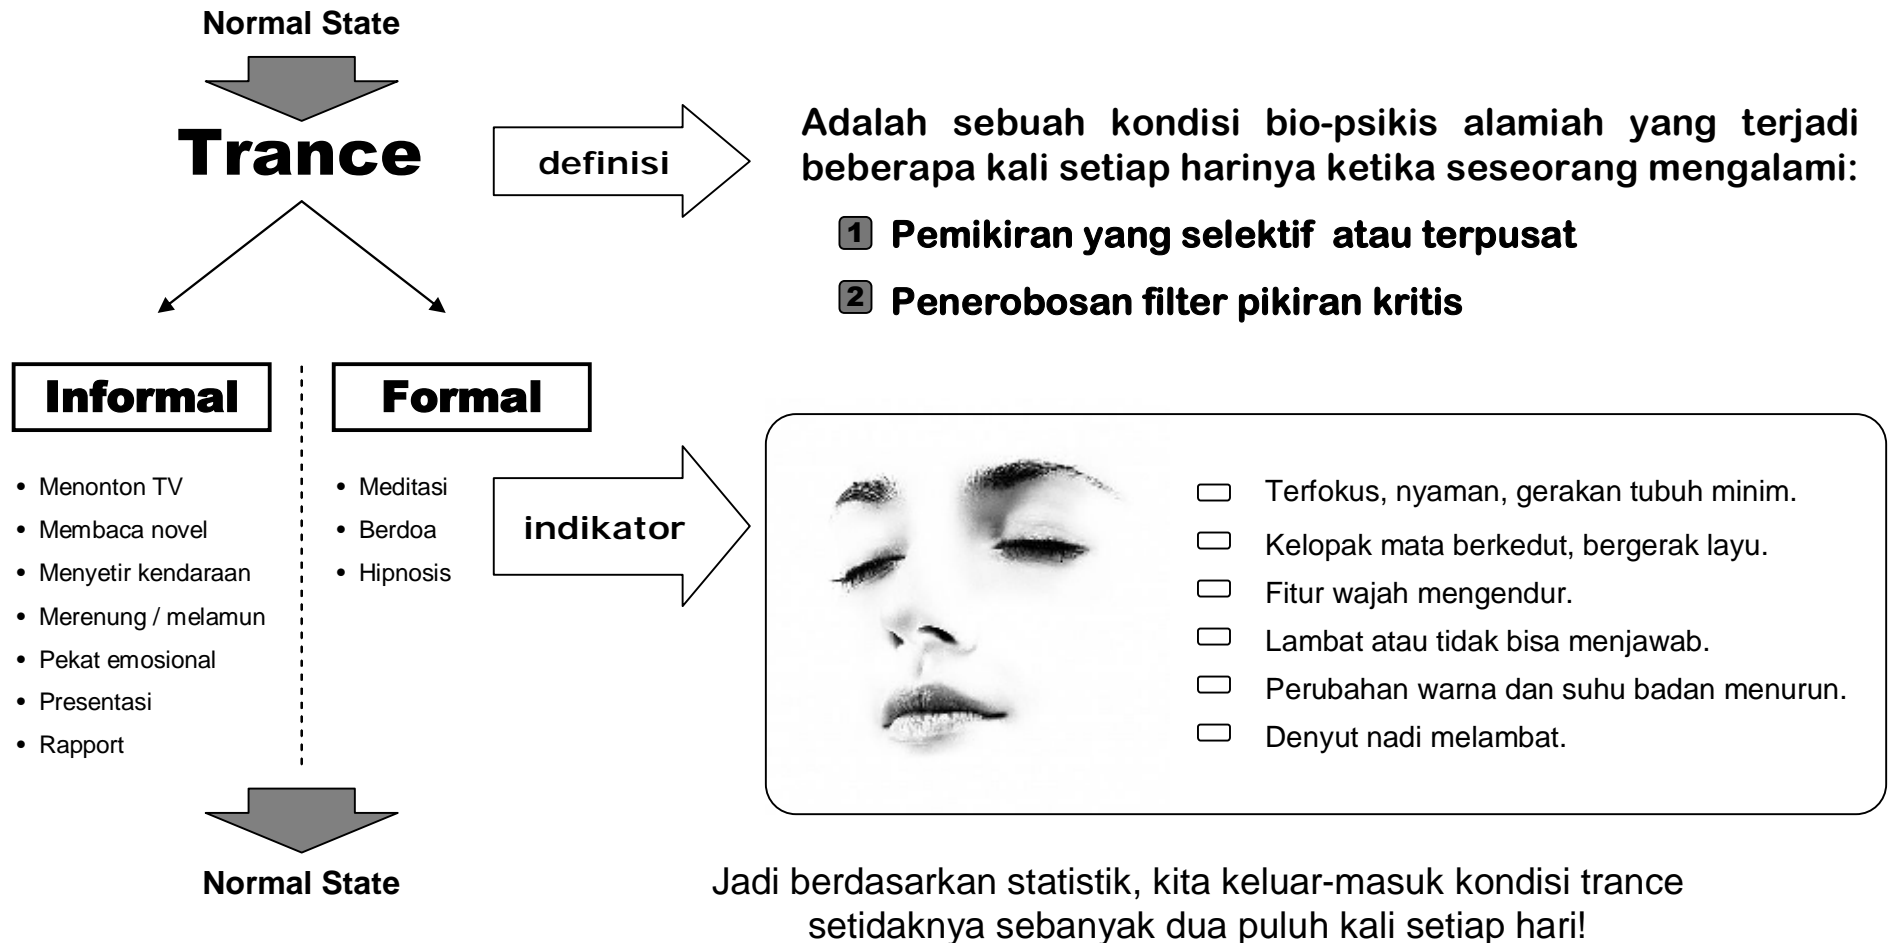 Normal State
Trance
definisi
Adalah sebuah kondisi bio-psikis alamiah yang terjadi
beberapa kali setiap harinya ketika seseorang mengalami:
1 Pemikiran yang selektif atau terpusat
2 Penerobosan filter pikiran kritis
Informal
• Menonton TV
• Membaca novel
• Menyetir kendaraan
• Merenung / melamun
• Pekat emosional
• Presentasi
• Rapport
Formal
• Meditasi
• Berdoa
• Hipnosis
indikator
Terfokus, nyaman, gerakan tubuh minim.
Kelopak mata berkedut, bergerak layu.
Fitur wajah mengendur.
Lambat atau tidak bisa menjawab.
Perubahan warna dan suhu badan menurun.
Denyut nadi melambat.
Normal State
Jadi berdasarkan statistik, kita keluar-masuk kondisi trance
setidaknya sebanyak dua puluh kali setiap hari!